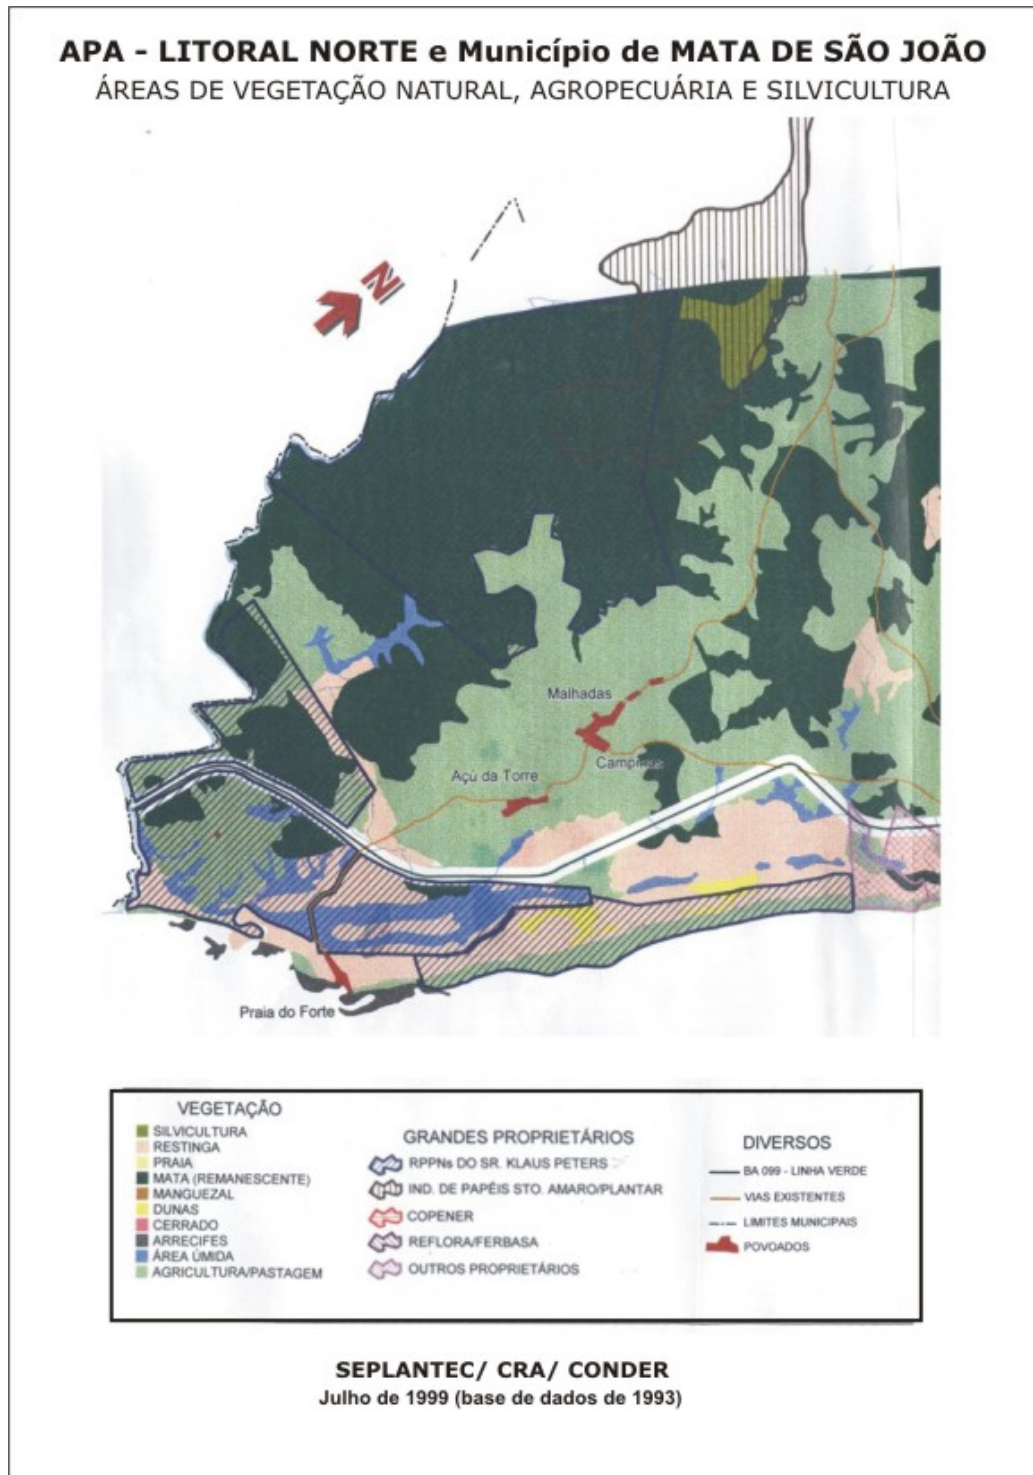 APA - LITORAL NORTE e Município de MATA DE SÃO JOÃO
ÁREAS DE VEGETAÇÃO NATURAL, AGROPECUÁRIA E SILVICULTURA
N
Malhadas
Campinas
Açú da Torre
Praia do Forte
VEGETAÇÃO
SILVICULTURA
RESTINGA
PRAIA
MATA (REMANESCENTE)
MANGUEZAL
DUNAS
CERRADO
ARRECIFES
ÁREA ÚMIDA
AGRICULTURA/PASTAGEM
GRANDES PROPRIETÁRIOS
RPPNs DO SR. KLAUS PETERS
IND. DE PAPÉIS STO. AMARO/PLANTAR
COPENER
REFLORA/FERBASA
OUTROS PROPRIETÁRIOS
DIVERSOS
BA 099 - LINHA VERDE
VIAS EXISTENTES
LIMITES MUNICIPAIS
POVOADOS
SEPLANTEC/ CRA/ CONDER
Julho de 1999 (base de dados de 1993)